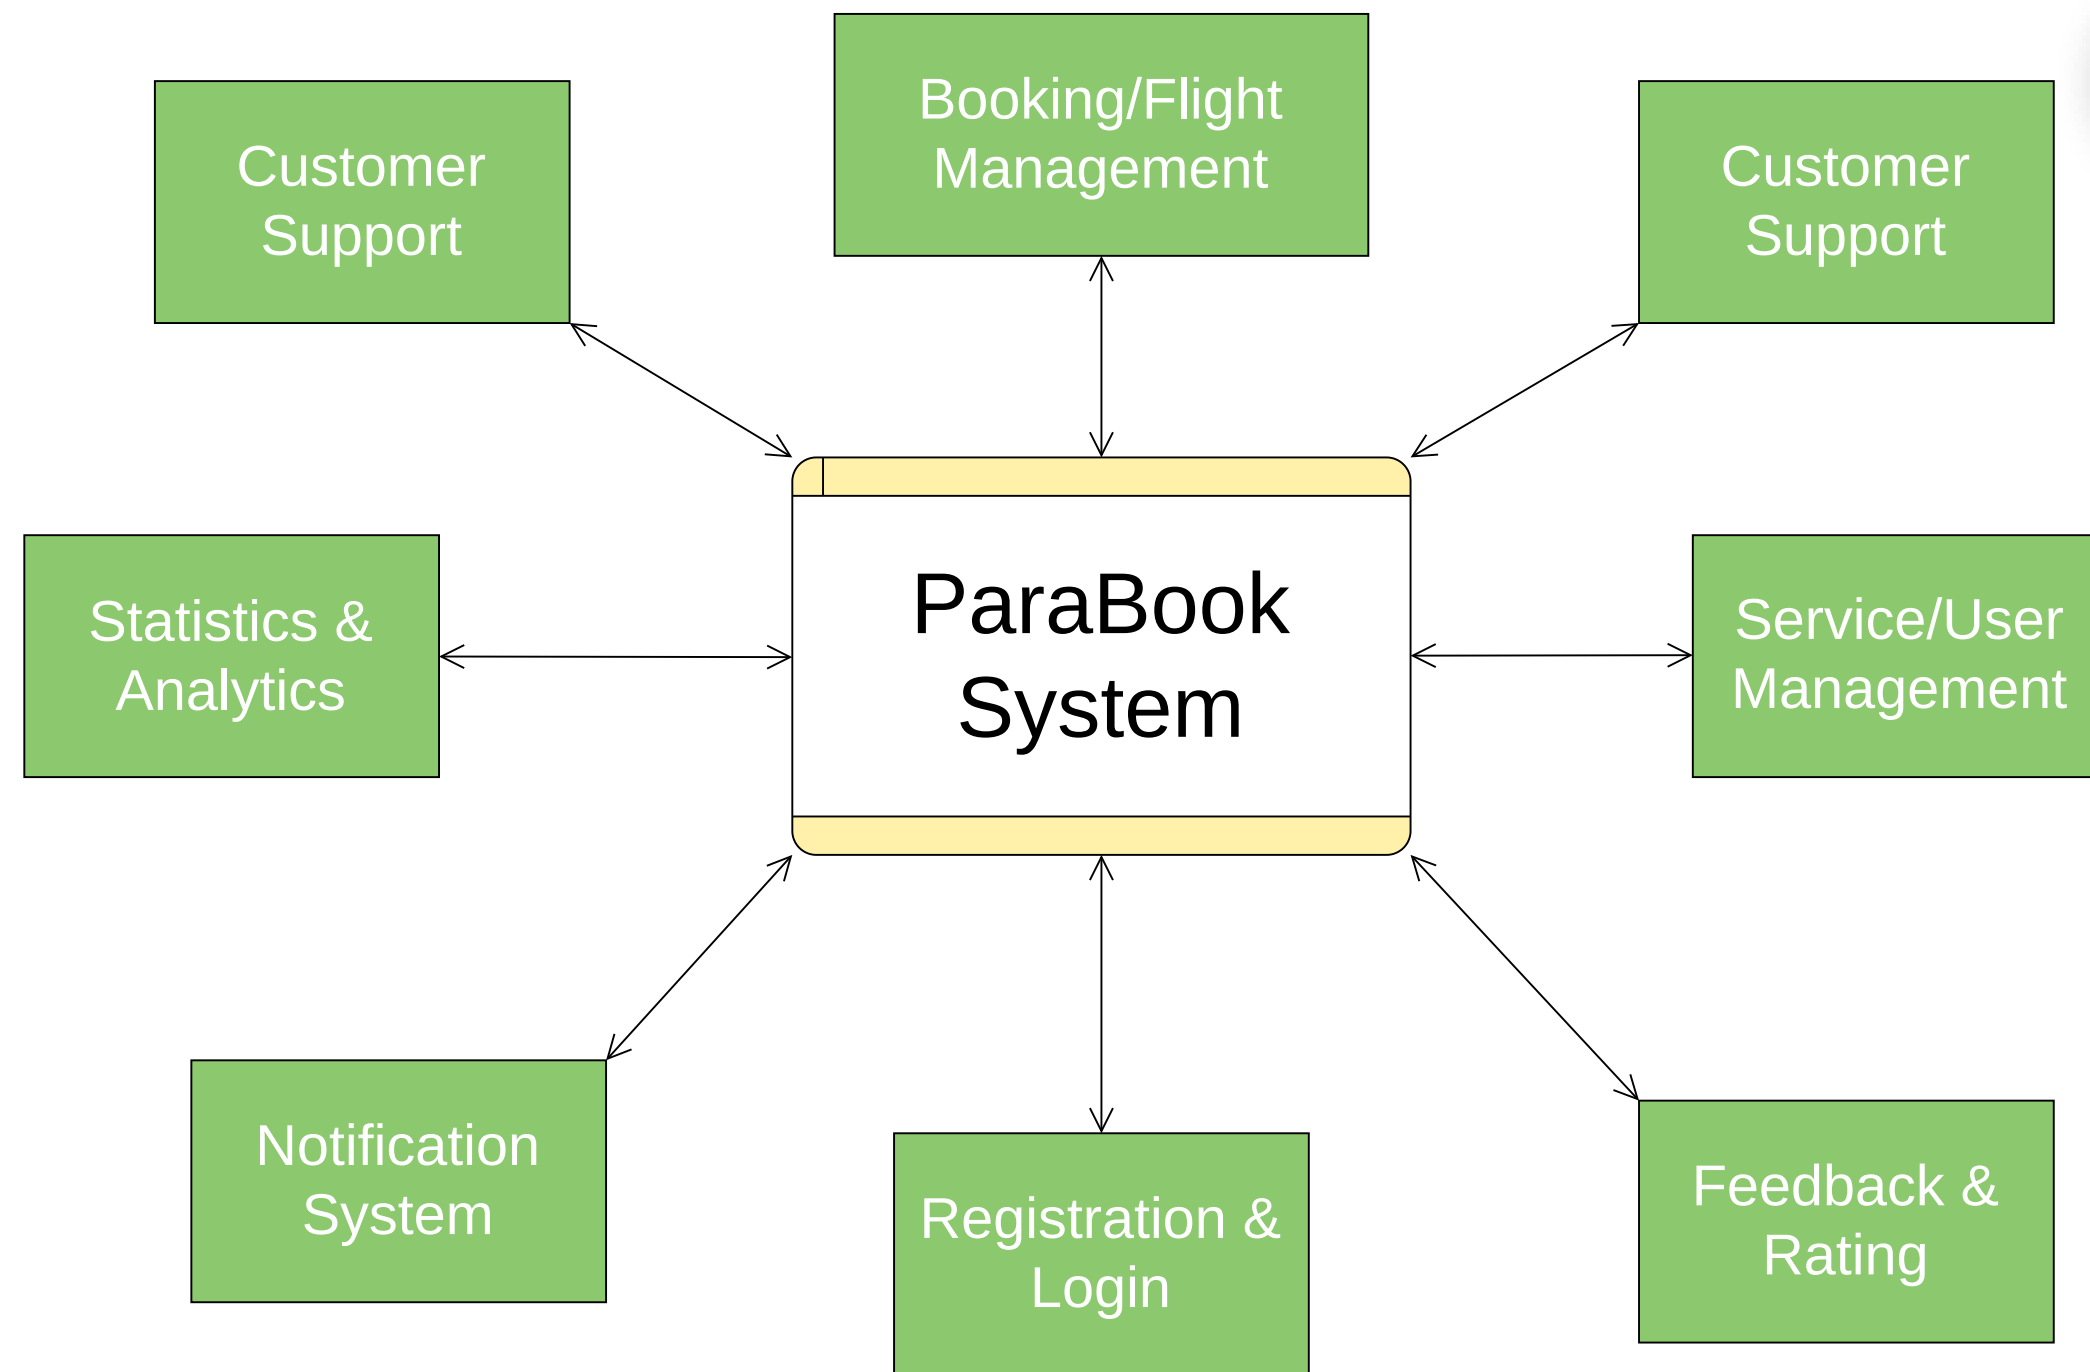 Booking/Flight
Management
Customer
Support
Customer
Support
ParaBook
System
Statistics &
Analytics
Service/User
Management
Notification
System
Registration &
Login
Feedback &
Rating